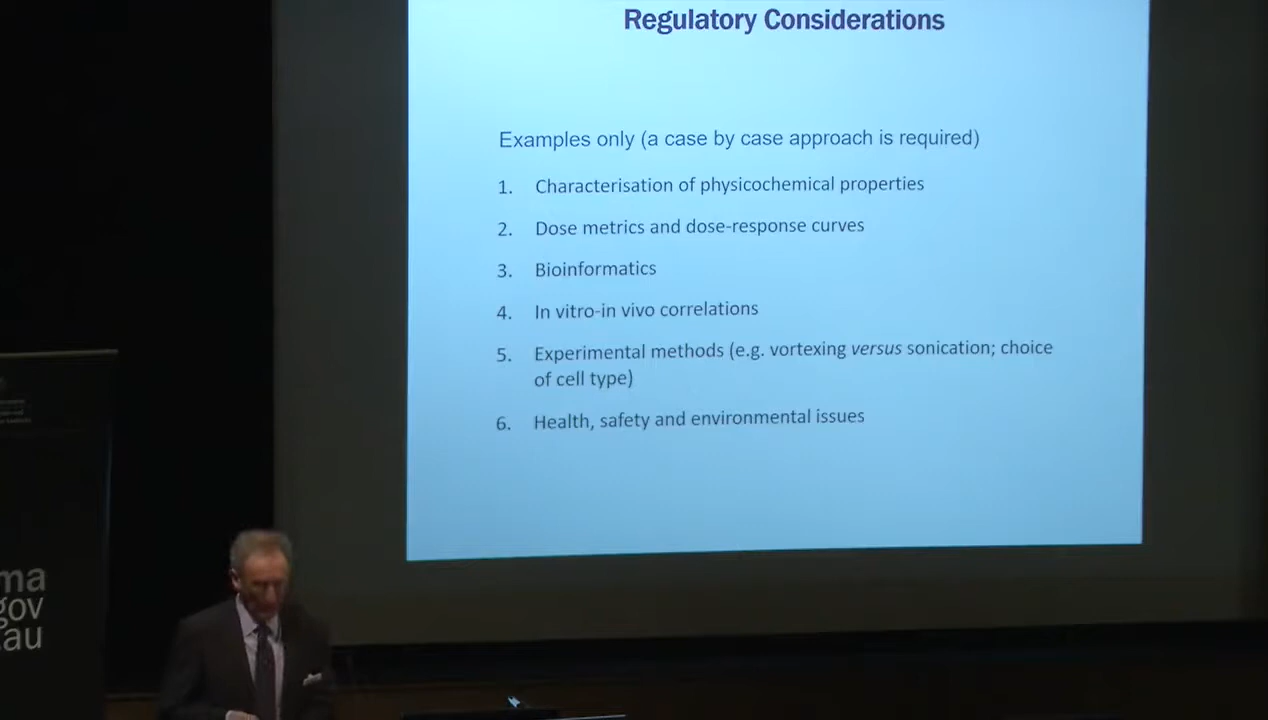 Regulatory Considerations
Examples only (a case by case approach is required)
1. Characterisation of physicochemical properties
2. Dose metrics and dose-response curves
3. Bioinformatics
4. In vitro-in vivo correlations
5. Experimental methods (e.g. vortexing versus sonication; choice
of cell type)
6. Health, safety and environmental issues
ma
gov
.au